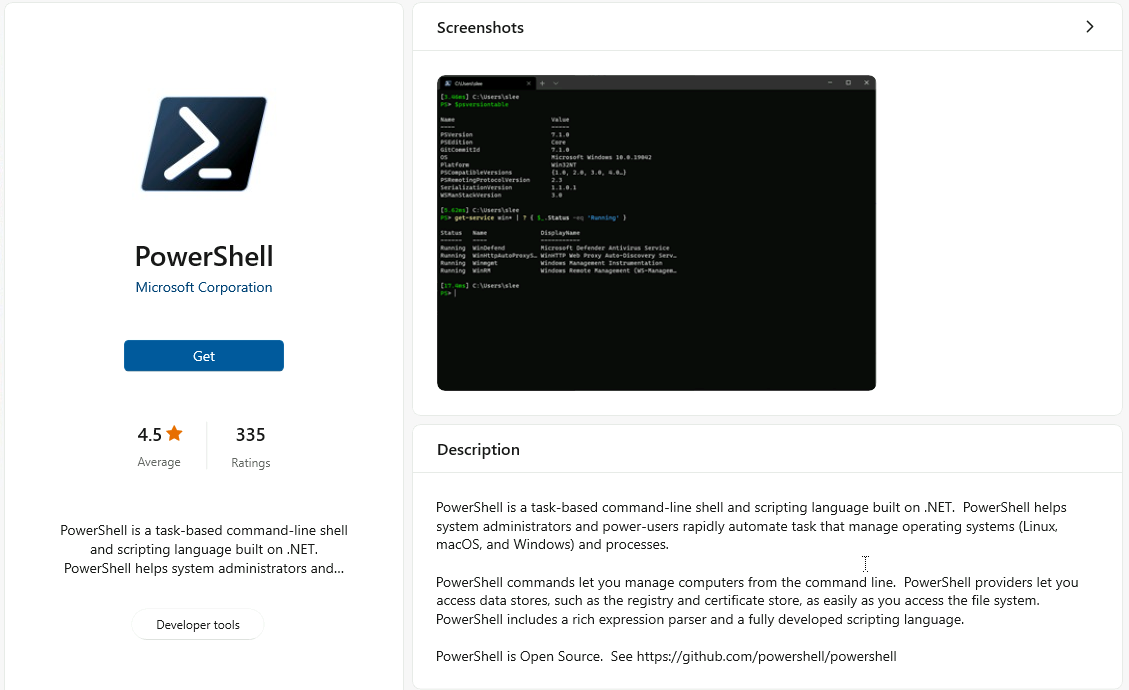 PowerShell
Microsoft Corporation
Get
4.5
335
Average
Ratings
PowerShell is a task-based command-line shell
and scripting language built on .NET.
PowerShell helps system administrators and...
Developer tools
Screenshots
C:\Users\slee
[3.46ms] C:\Users\slee
PS> $psversiontable
Name Value
---- -----
PSVersion 7.1.0
PSEdition Core
GitCommitId 7.1.0
OS Microsoft Windows 10.0.19042
Platform Win32NT
PSCompatibleVersions {1.0, 2.0, 3.0, 4.0…}
PSRemotingProtocolVersion 2.3
SerializationVersion 1.1.0.1
WSManStackVersion 3.0
[5.62ms] C:\Users\slee
PS> get-service win* | ? { $_.Status -eq 'Running' }
Status Name DisplayName
------ ---- -----------
Running WinDefend Microsoft Defender Antivirus Service
Running WinHttpAutoProxyS… WinHTTP Web Proxy Auto-Discovery Serv…
Running Winmgmt Windows Management Instrumentation
Running WinRM Windows Remote Management (WS-Managem…
[17.4ms] C:\Users\slee
PS>
Description
PowerShell is a task-based command-line shell and scripting language built on .NET.  PowerShell helps
system administrators and power-users rapidly automate task that manage operating systems (Linux,
macOS, and Windows) and processes.
PowerShell commands let you manage computers from the command line.  PowerShell providers let you
access data stores, such as the registry and certificate store, as easily as you access the file system.
PowerShell includes a rich expression parser and a fully developed scripting language.
PowerShell is Open Source.  See https://github.com/powershell/powershell